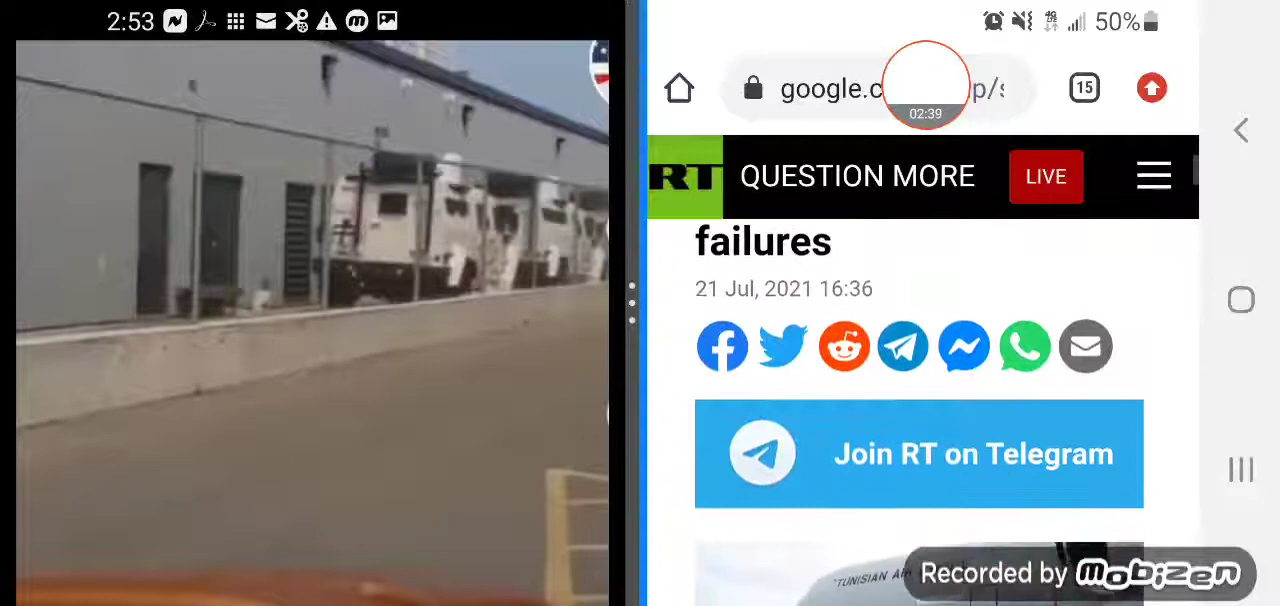 2:53
50%
google.c
p/s
15
02:39
RT
QUESTION MORE
LIVE
failures
21 Jul, 2021 16:36
Join RT on Telegram
TUNISIAN AI
Recorded by mobizen